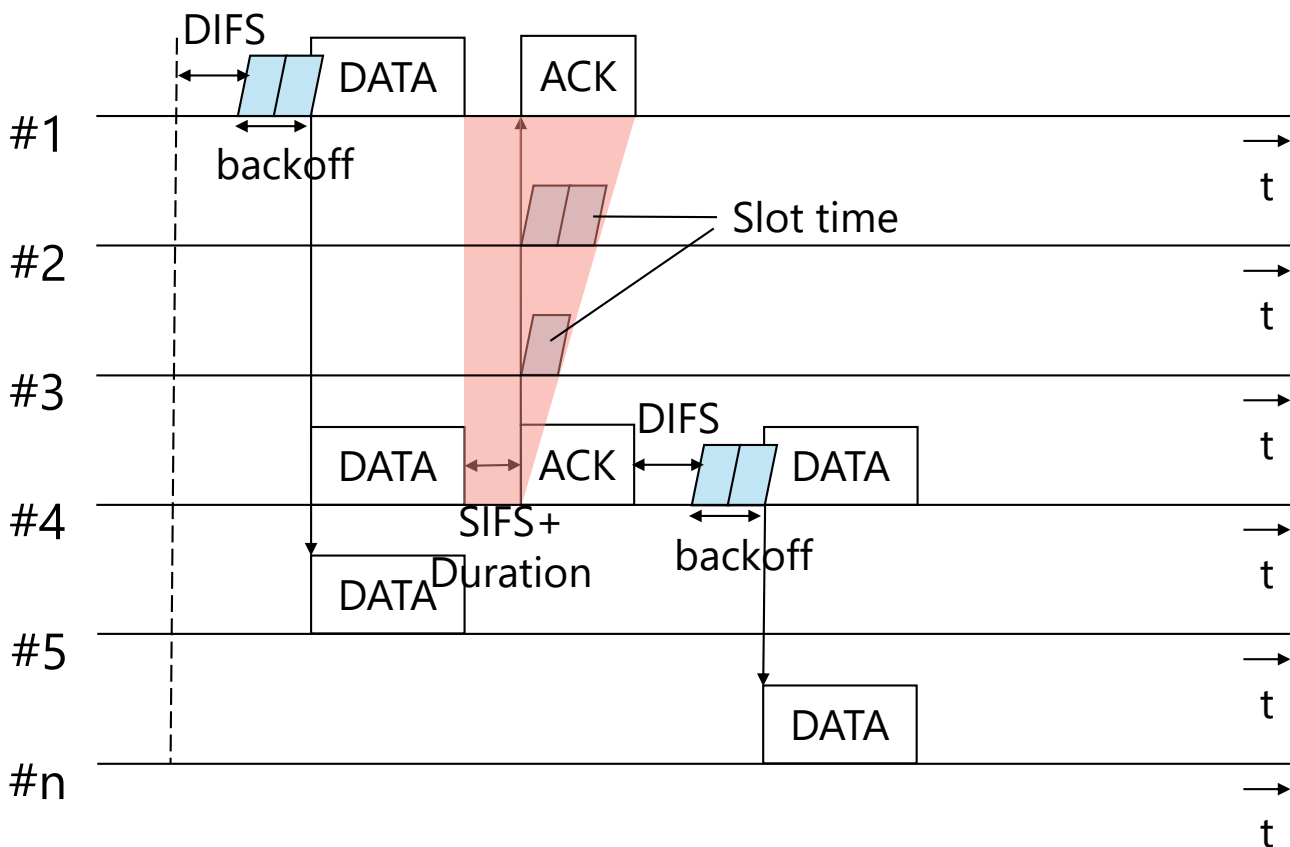 DIFS
DATA
ACK
#1
backoff
t
Slot time
#2
t
#3
t
DIFS
DATA
ACK
DATA
#4
SIFS+
Duration
backoff
t
DATA
#5
t
DATA
#n
t
t